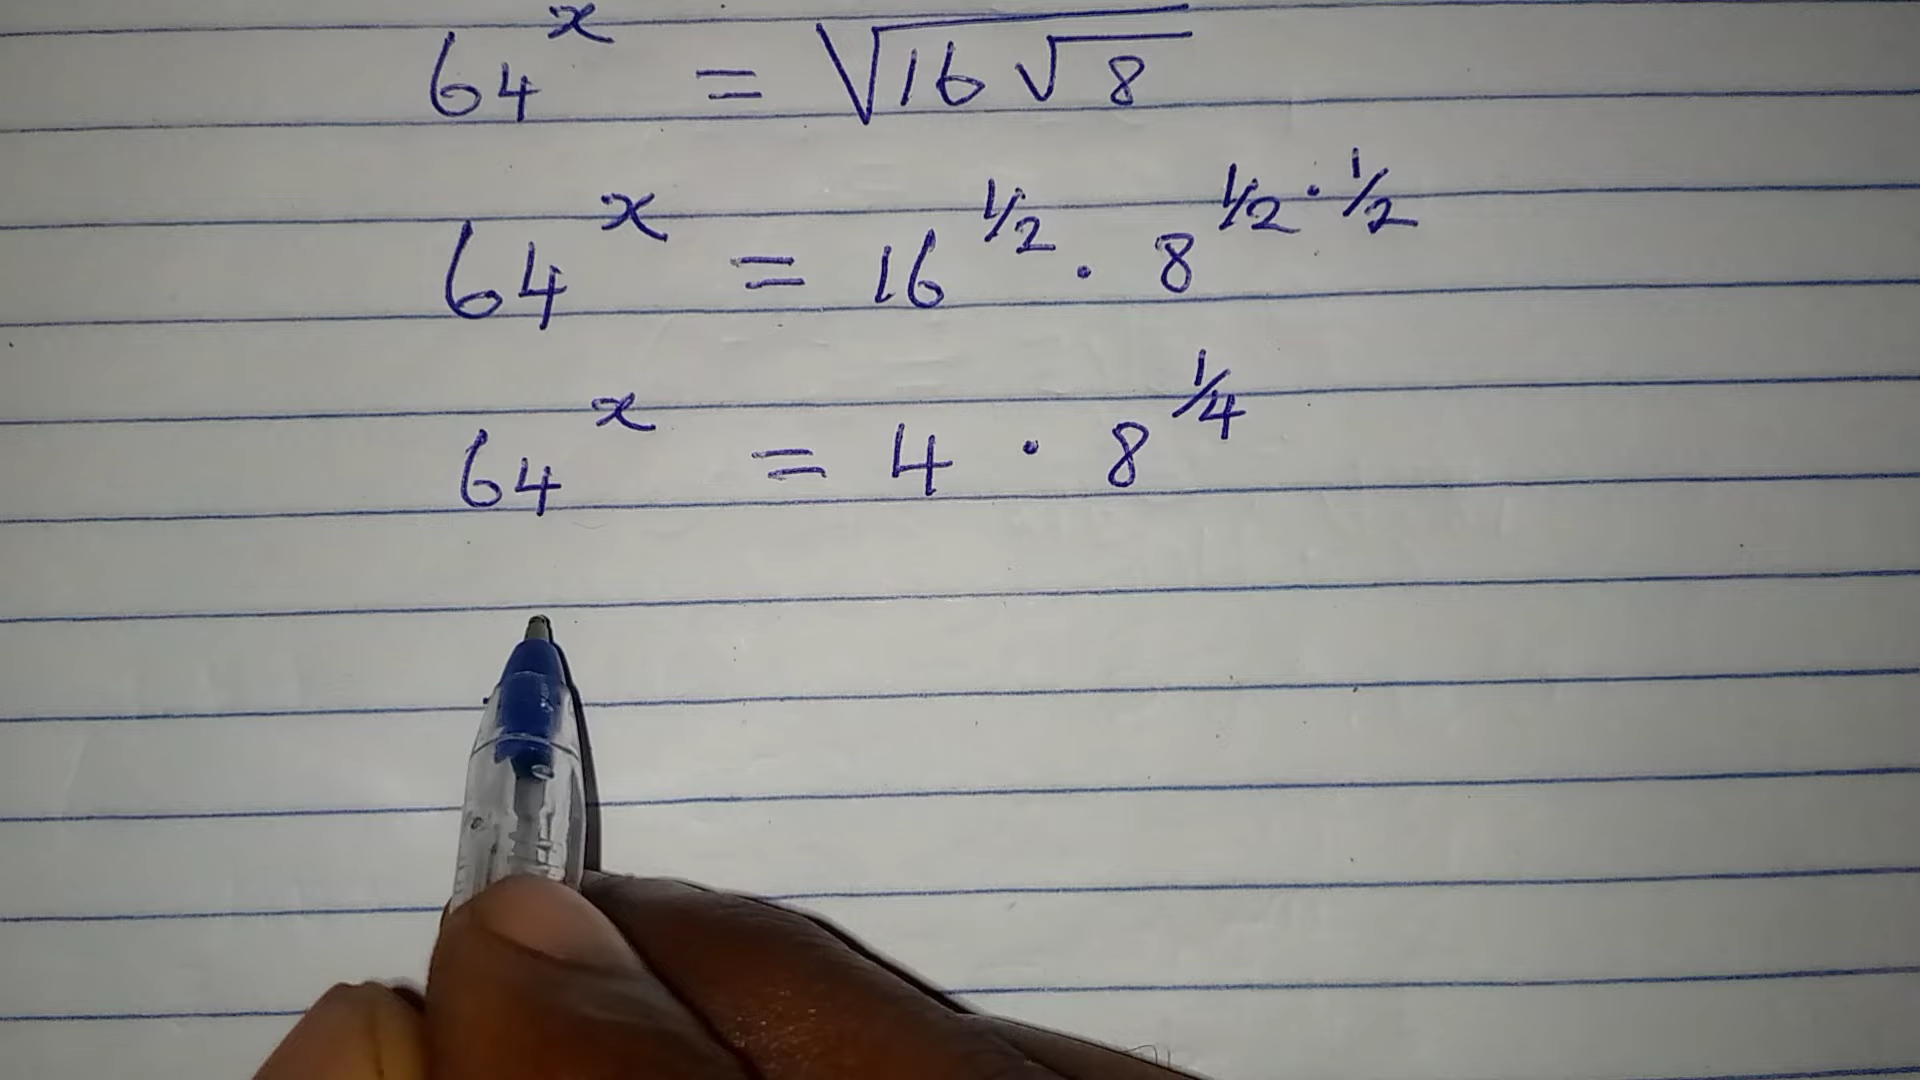 64^x = √(16√8)
64^x = 16^(1/2) · 8^(1/2 · 1/2)
64^x = 4 · 8^(1/4)